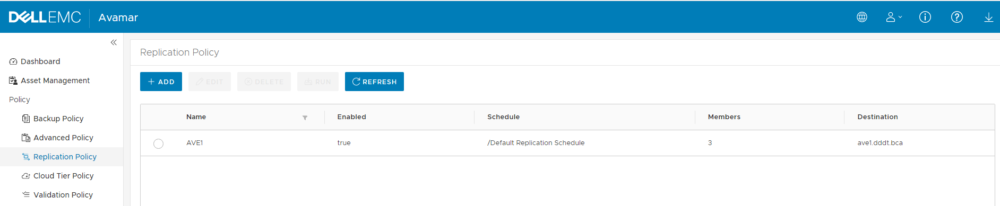 DELLEMC Avamar
Dashboard
Asset Management
Policy
Backup Policy
Advanced Policy
Replication Policy
Cloud Tier Policy
Validation Policy
Replication Policy
ADD EDIT DELETE RUN REFRESH
Name Enabled Schedule Members Destination
AVE1 true /Default Replication Schedule 3 ave1.dddt.bca